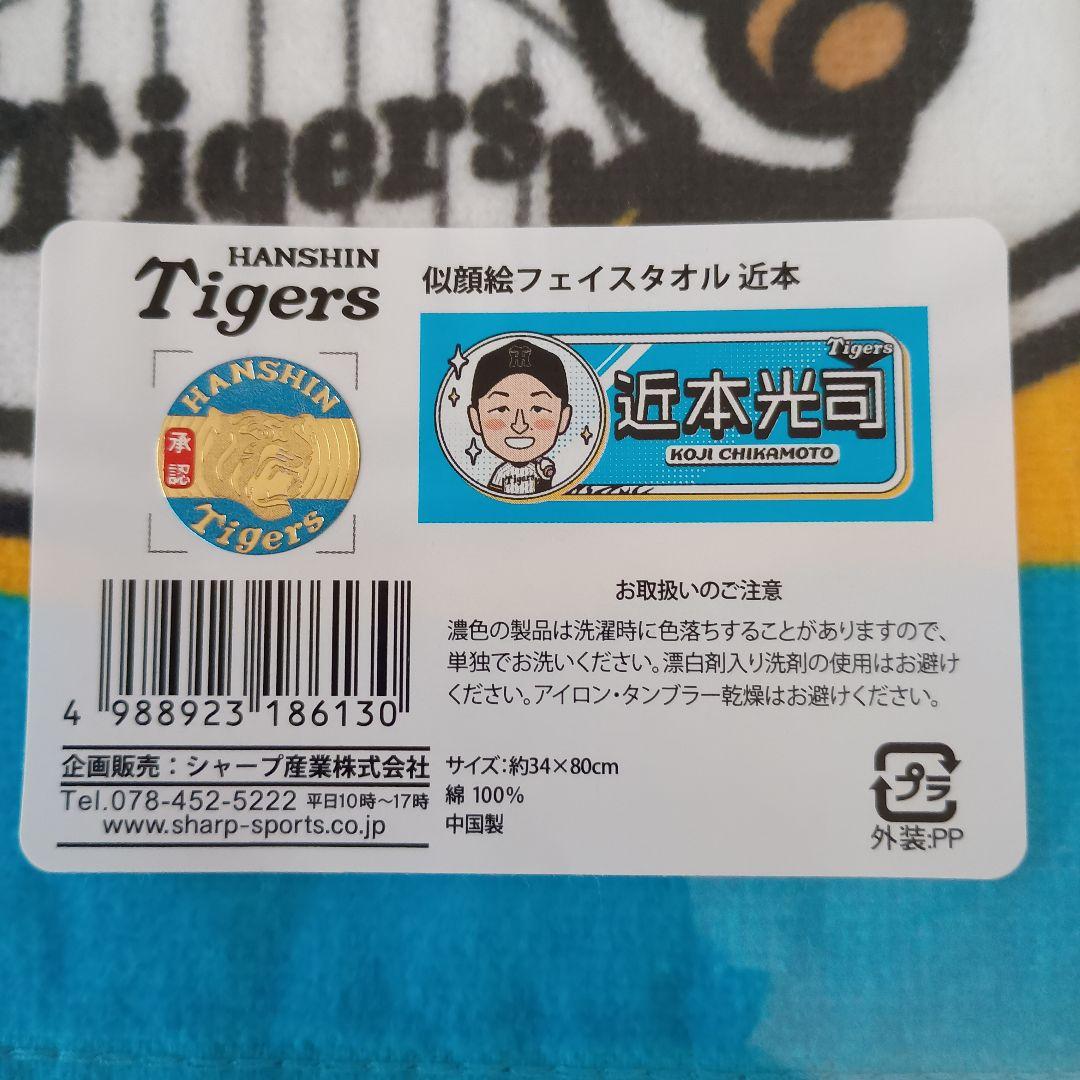 Tigers
HANSHIN
Tigers
似顔絵フェイスタオル 近本
Tigers
近本光司
KOJI CHIKAMOTO
Tigers
HANSHIN
承認
Tigers
4 988923 186130
お取扱いのご注意
濃色の製品は洗濯時に色落ちすることがありますので、
単独でお洗いください。漂白剤入り洗剤の使用はお避け
ください。アイロン・タンブラー乾燥はお避けください。
企画販売：シャープ産業株式会社
Tel.078-452-5222 平日10時〜17時
www.sharp-sports.co.jp
サイズ：約34×80cm
綿 100%
中国製
プラ
外装:PP